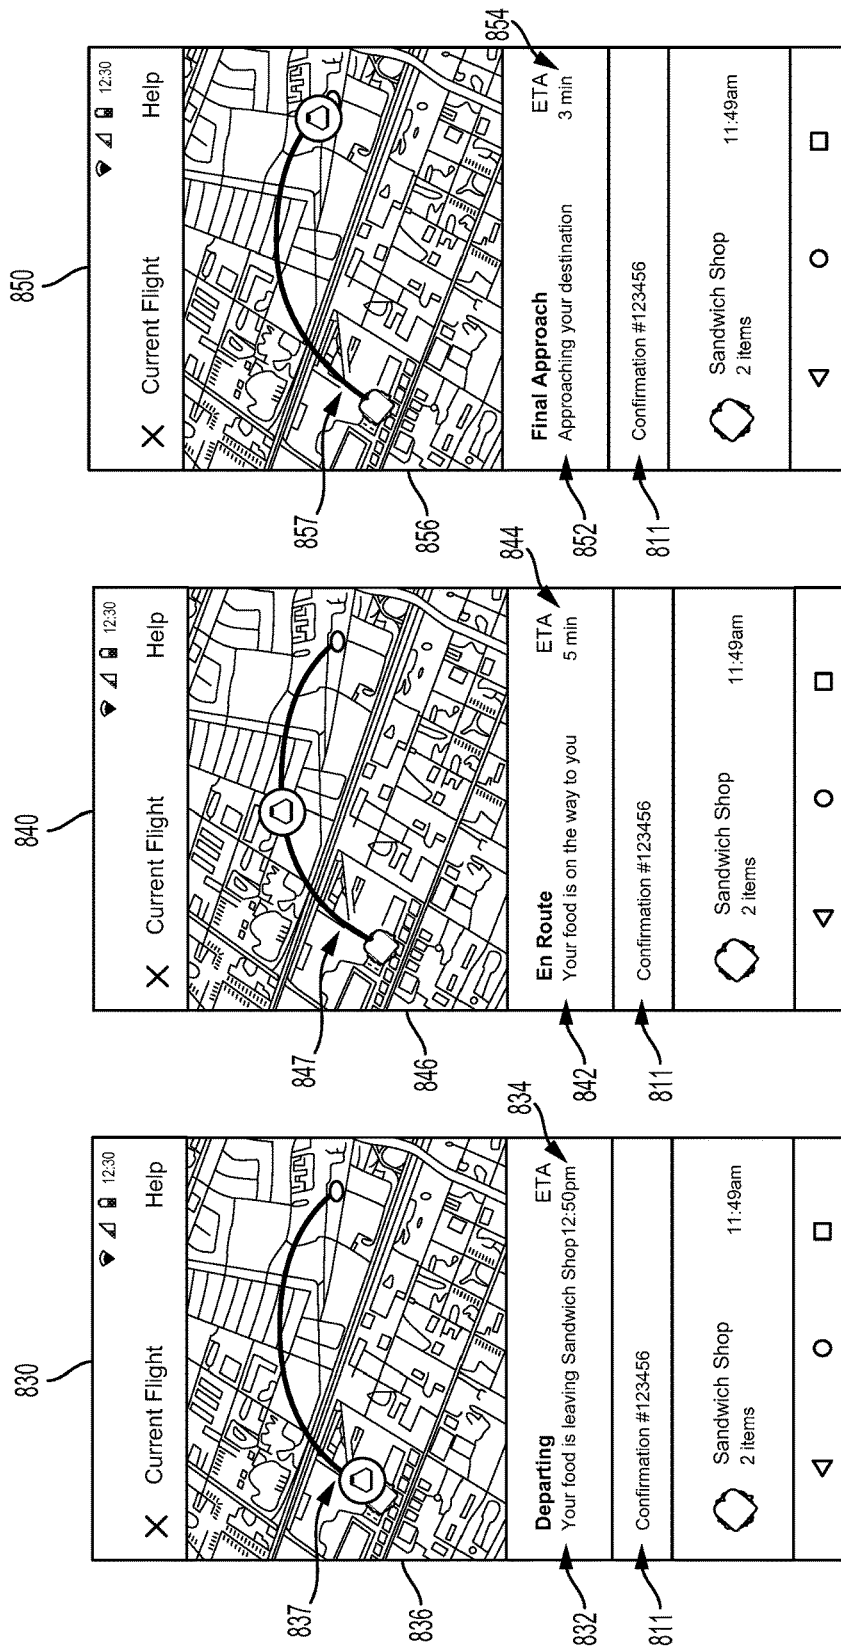 830
12:30
Current Flight Help
837
836
Departing ETA
Your food is leaving Sandwich Shop 12:50pm
832
834
Confirmation #123456
811
Sandwich Shop 11:49am
2 items
840
12:30
Current Flight Help
847
846
En Route ETA
Your food is on the way to you 5 min
842
844
Confirmation #123456
811
Sandwich Shop 11:49am
2 items
850
12:30
Current Flight Help
857
856
Final Approach ETA
Approaching your destination 3 min
852
854
Confirmation #123456
811
Sandwich Shop 11:49am
2 items